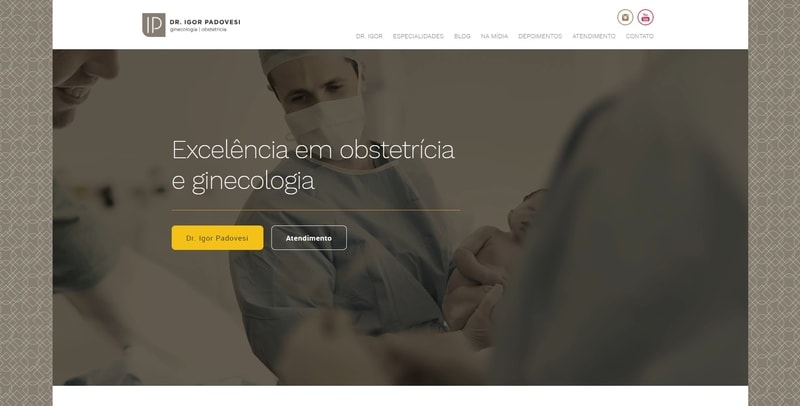 IP
DR. IGOR PADOVESI
ginecologia | obstetrícia
DR. IGOR ESPECIALIDADES BLOG NA MÍDIA DEPOIMENTOS ATENDIMENTO CONTATO
Excelência em obstetrícia
e ginecologia
Dr. Igor Padovesi Atendimento